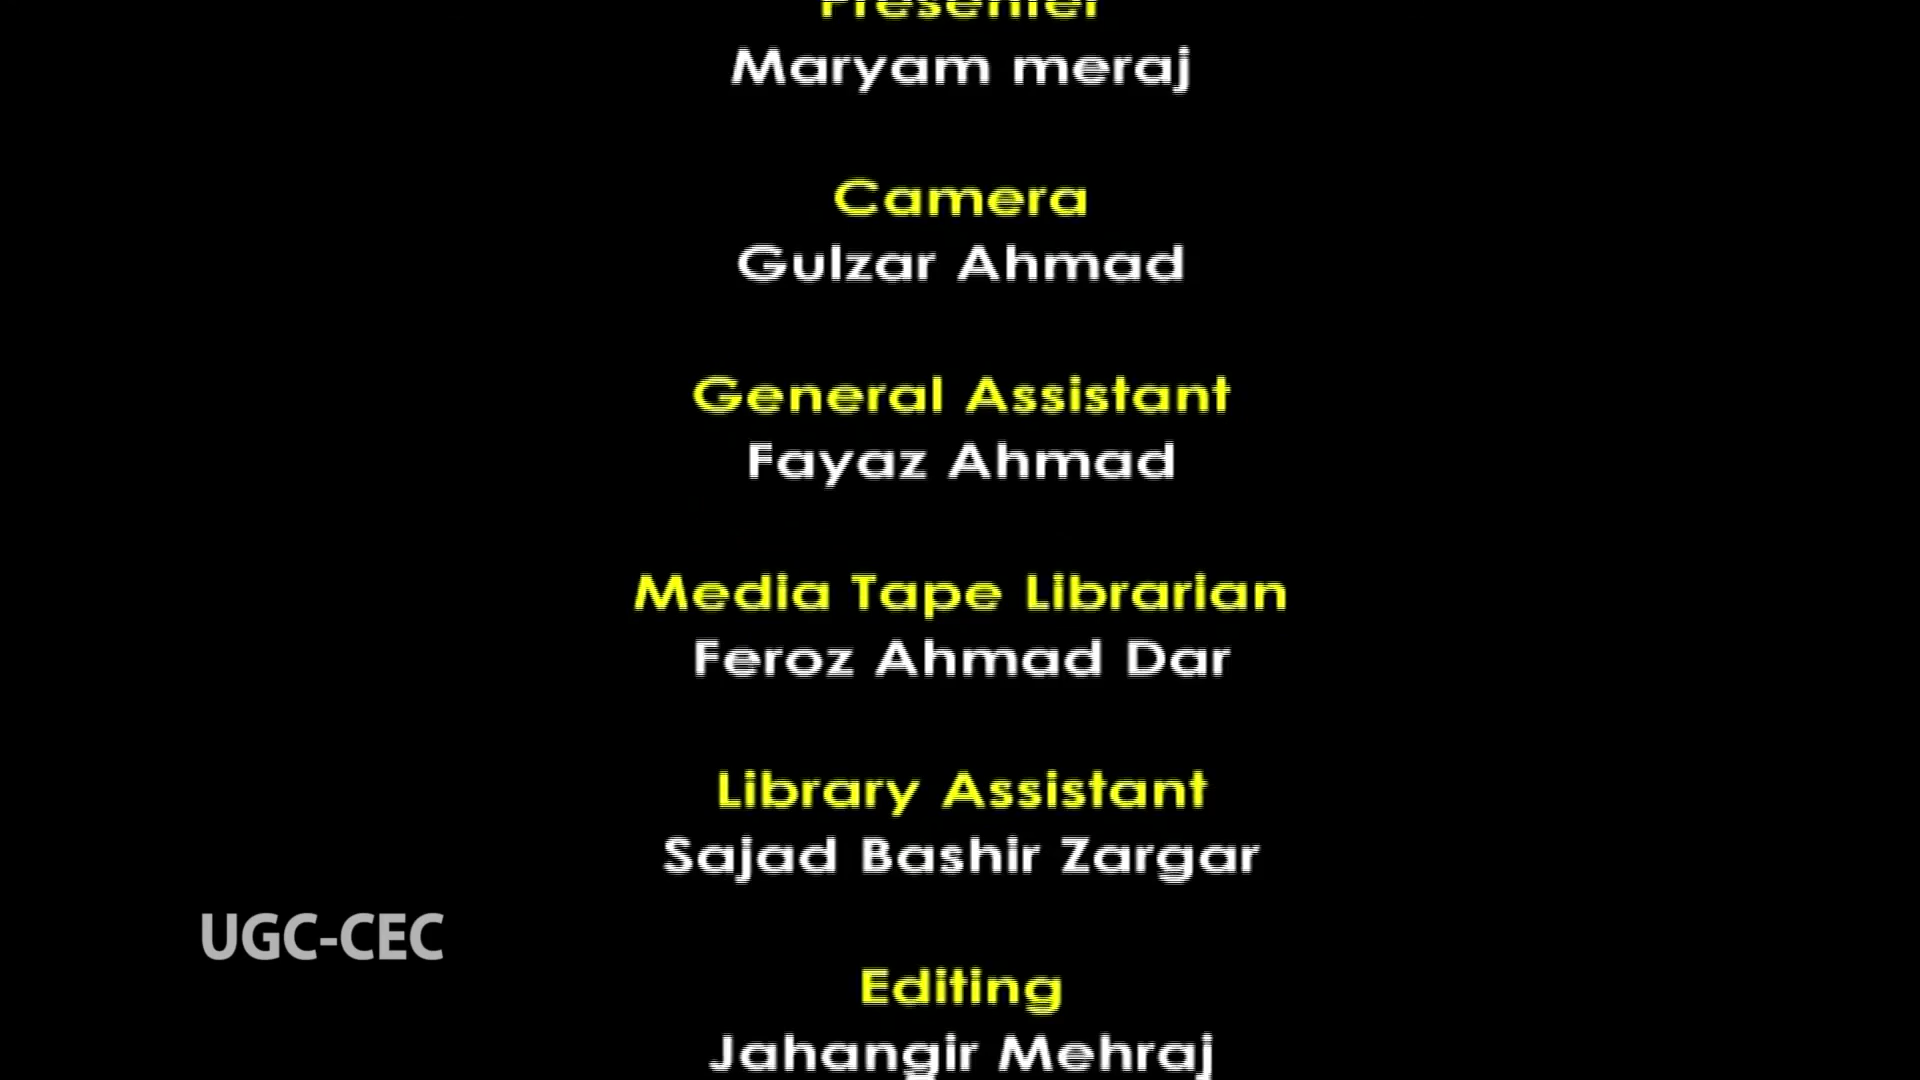 Presenter
Maryam meraj
Camera
Gulzar Ahmad
General Assistant
Fayaz Ahmad
Media Tape Librarian
Feroz Ahmad Dar
Library Assistant
Sajad Bashir Zargar
UGC-CEC
Editing
Jahangir Mehraj